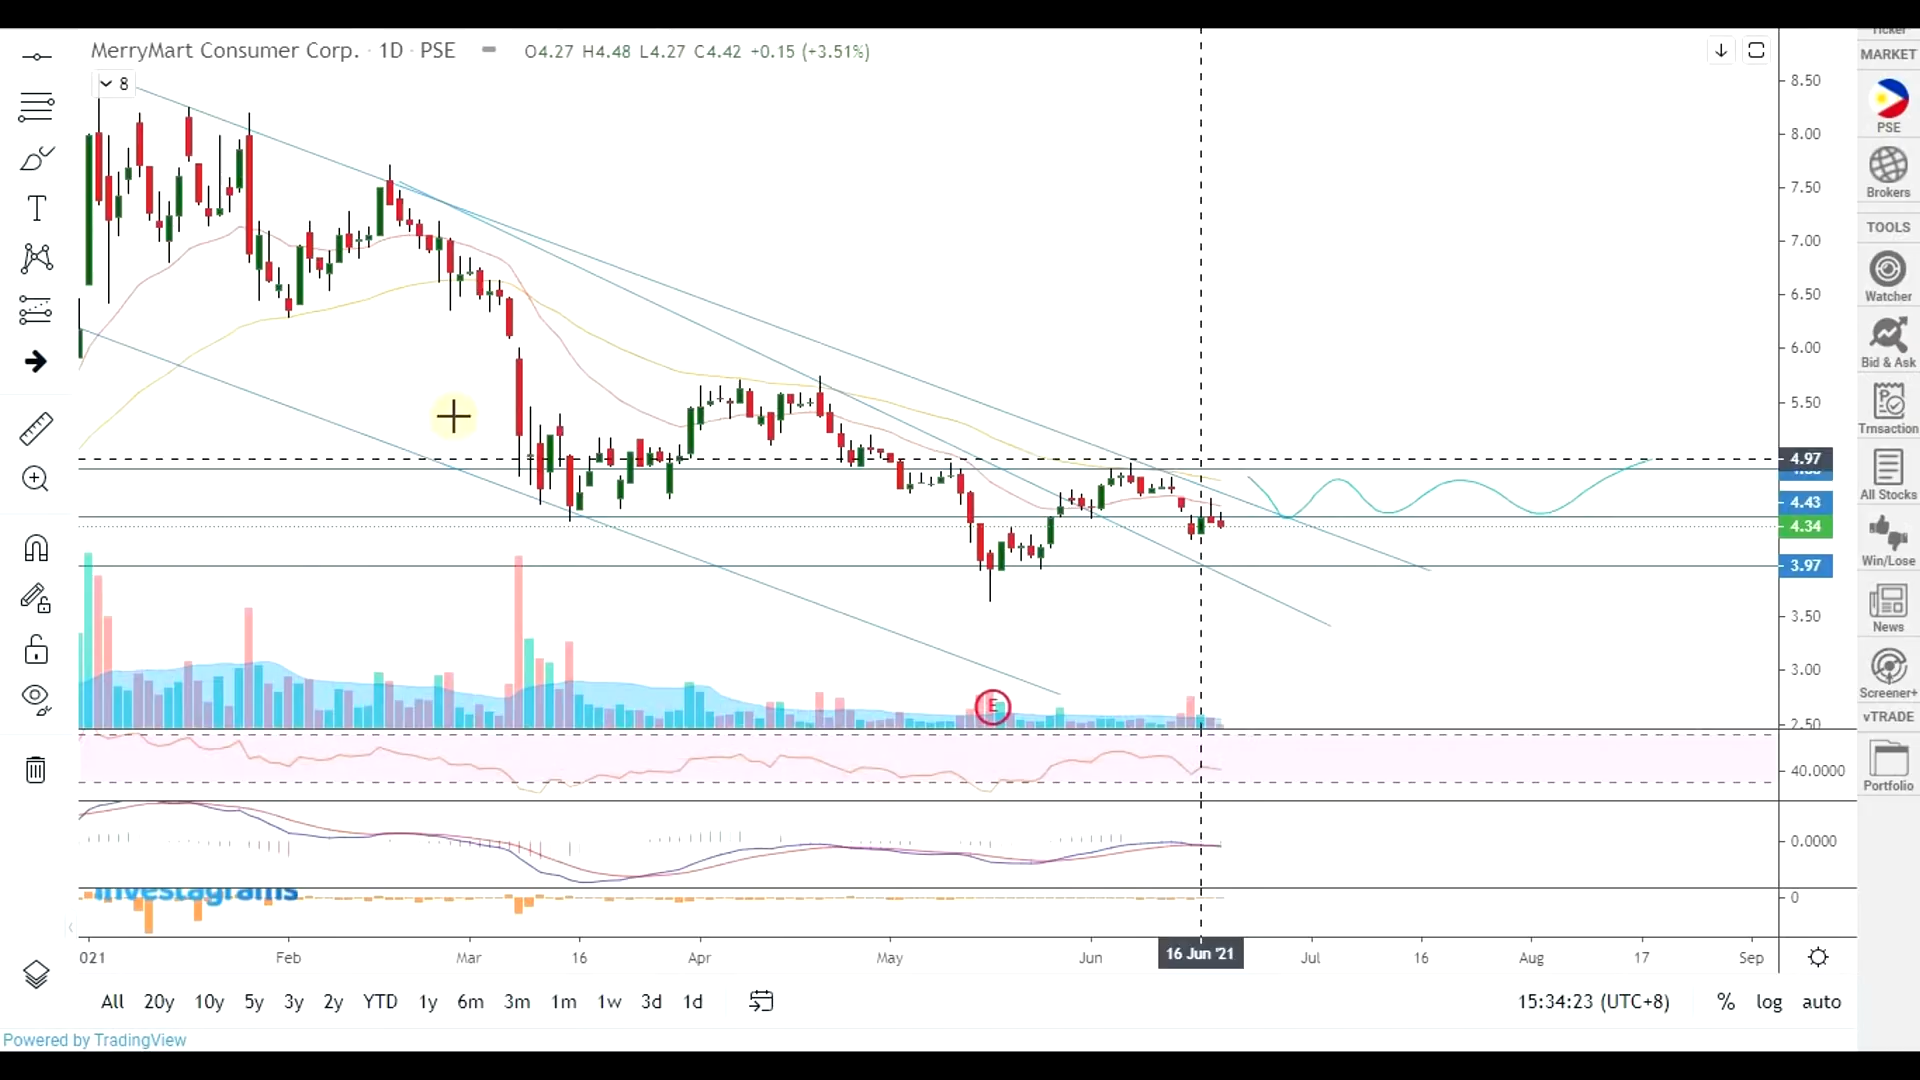 Ticker
MerryMart Consumer Corp. · 1D · PSE O4.27 H4.48 L4.27 C4.42 +0.15 (+3.51%)
MARKET
8
8.50
8.00
PSE
7.50
Brokers
7.00
TOOLS
6.50
Watcher
6.00
Bid & Ask
5.50
Trnsaction
4.97
4.43
All Stocks
4.34
3.97
Win/Lose
3.50
News
3.00
Screener+
E
vTRADE
2.50
40.0000
Portfolio
0.0000
Investagrams
0
021 Feb Mar 16 Apr May Jun 16 Jun '21 Jul 16 Aug 17 Sep
All 20y 10y 5y 3y 2y YTD 1y 6m 3m 1m 1w 3d 1d 15:34:23 (UTC+8) % log auto
Powered by TradingView